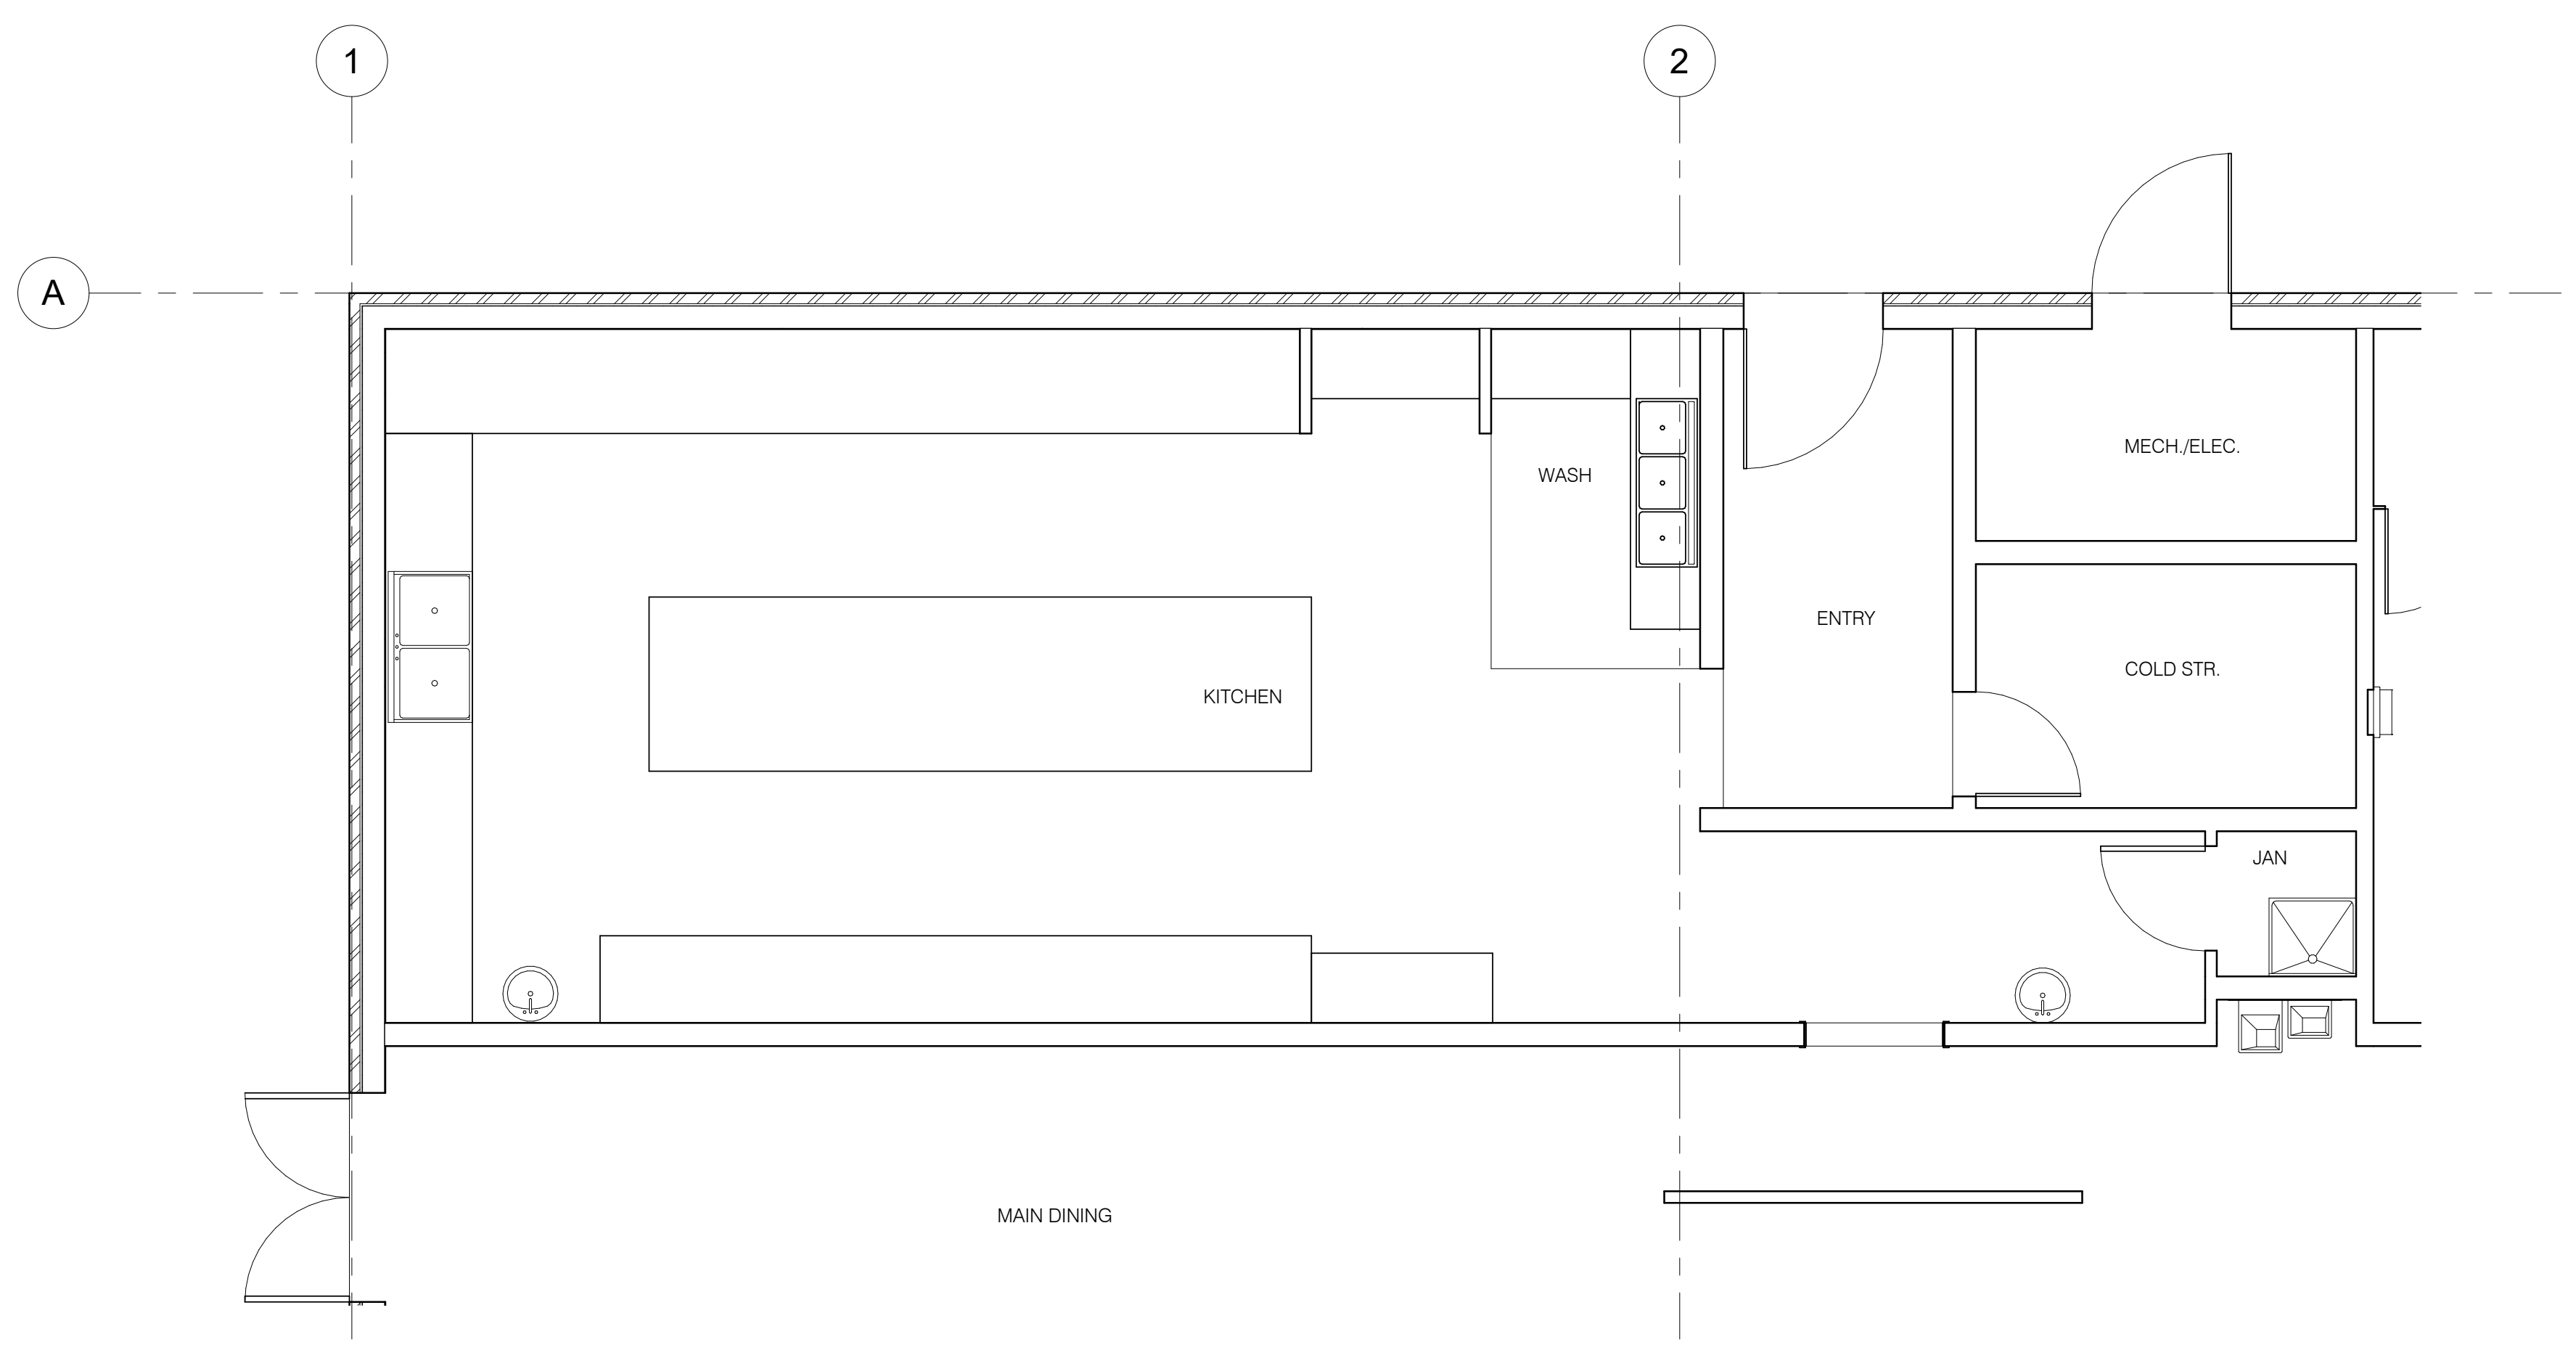 1
2
A
MECH./ELEC.
WASH
ENTRY
COLD STR.
KITCHEN
JAN
MAIN DINING